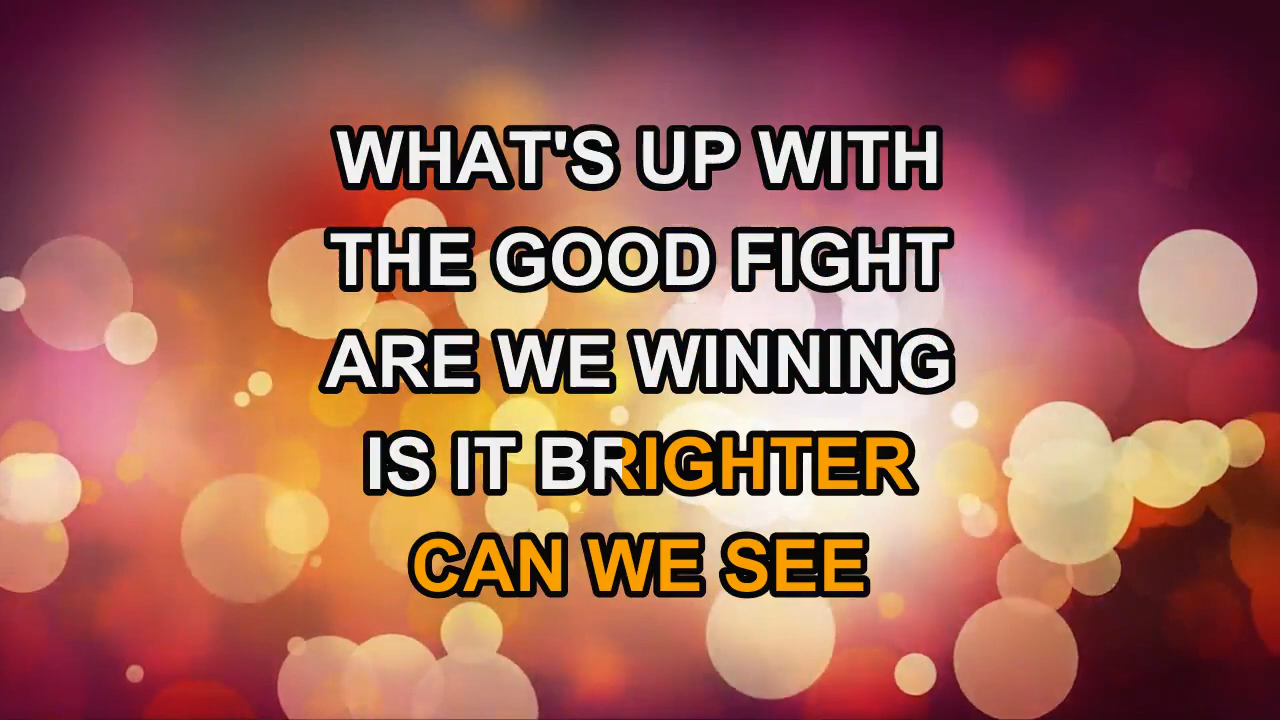 WHAT'S UP WITH
THE GOOD FIGHT
ARE WE WINNING
IS IT BRIGHTER
CAN WE SEE